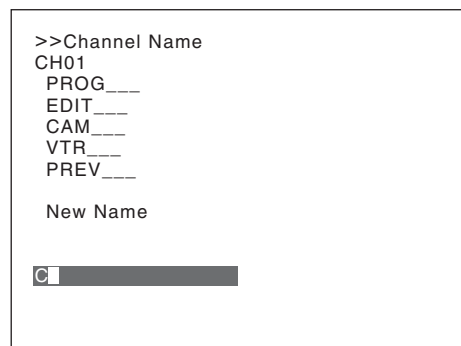 >>Channel Name
CH01
PROG___
EDIT___
CAM___
VTR___
PREV___
New Name
C